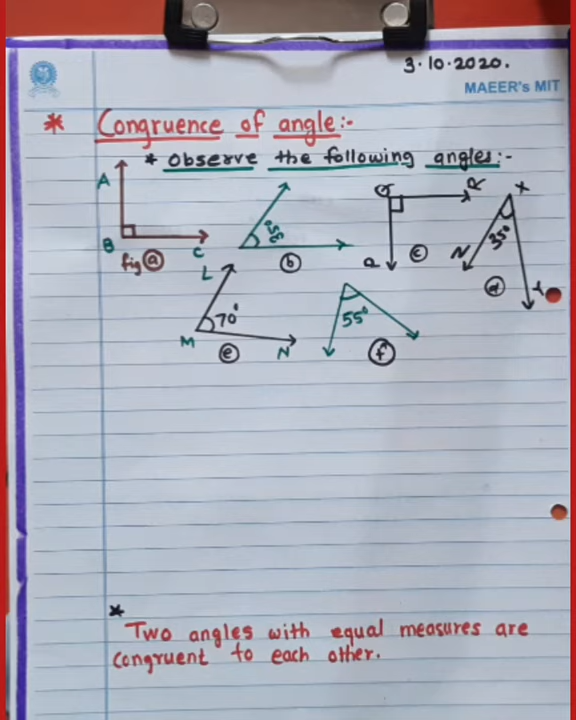 3.10.2020.
MAEER's MIT
* Congruence of angle:-
* Observe the following angles:-
A
B
C
fig ⓐ
35°
ⓑ
R
ⓒ
X
35°
N
ⓓ
L
70°
M
N
ⓔ
55°
ⓕ
*
Two angles with equal measures are
congruent to each other.